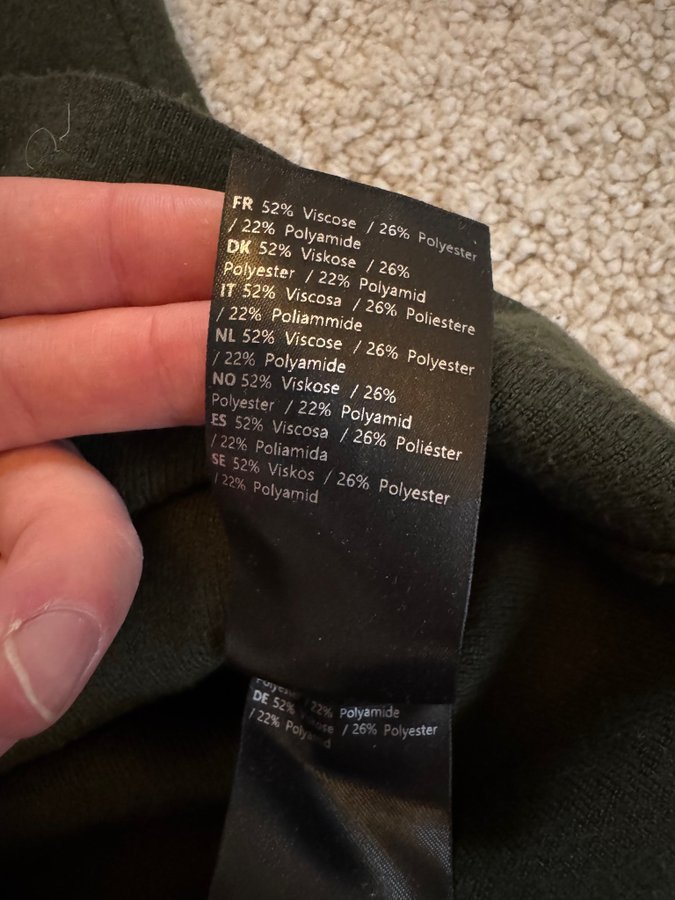 FR 52% Viscose / 26% Polyester
/ 22% Polyamide
DK 52% Viskose / 26%
Polyester / 22% Polyamid
IT 52% Viscosa / 26% Poliestere
/ 22% Poliammide
NL 52% Viscose / 26% Polyester
/ 22% Polyamide
NO 52% Viskose / 26%
Polyester / 22% Polyamid
ES 52% Viscosa / 26% Poliéster
/ 22% Poliamida
SE 52% Viskos / 26% Polyester
/ 22% Polyamid
/ 22% Polyamide
DE 52% / 26% Polyester
/ 22%